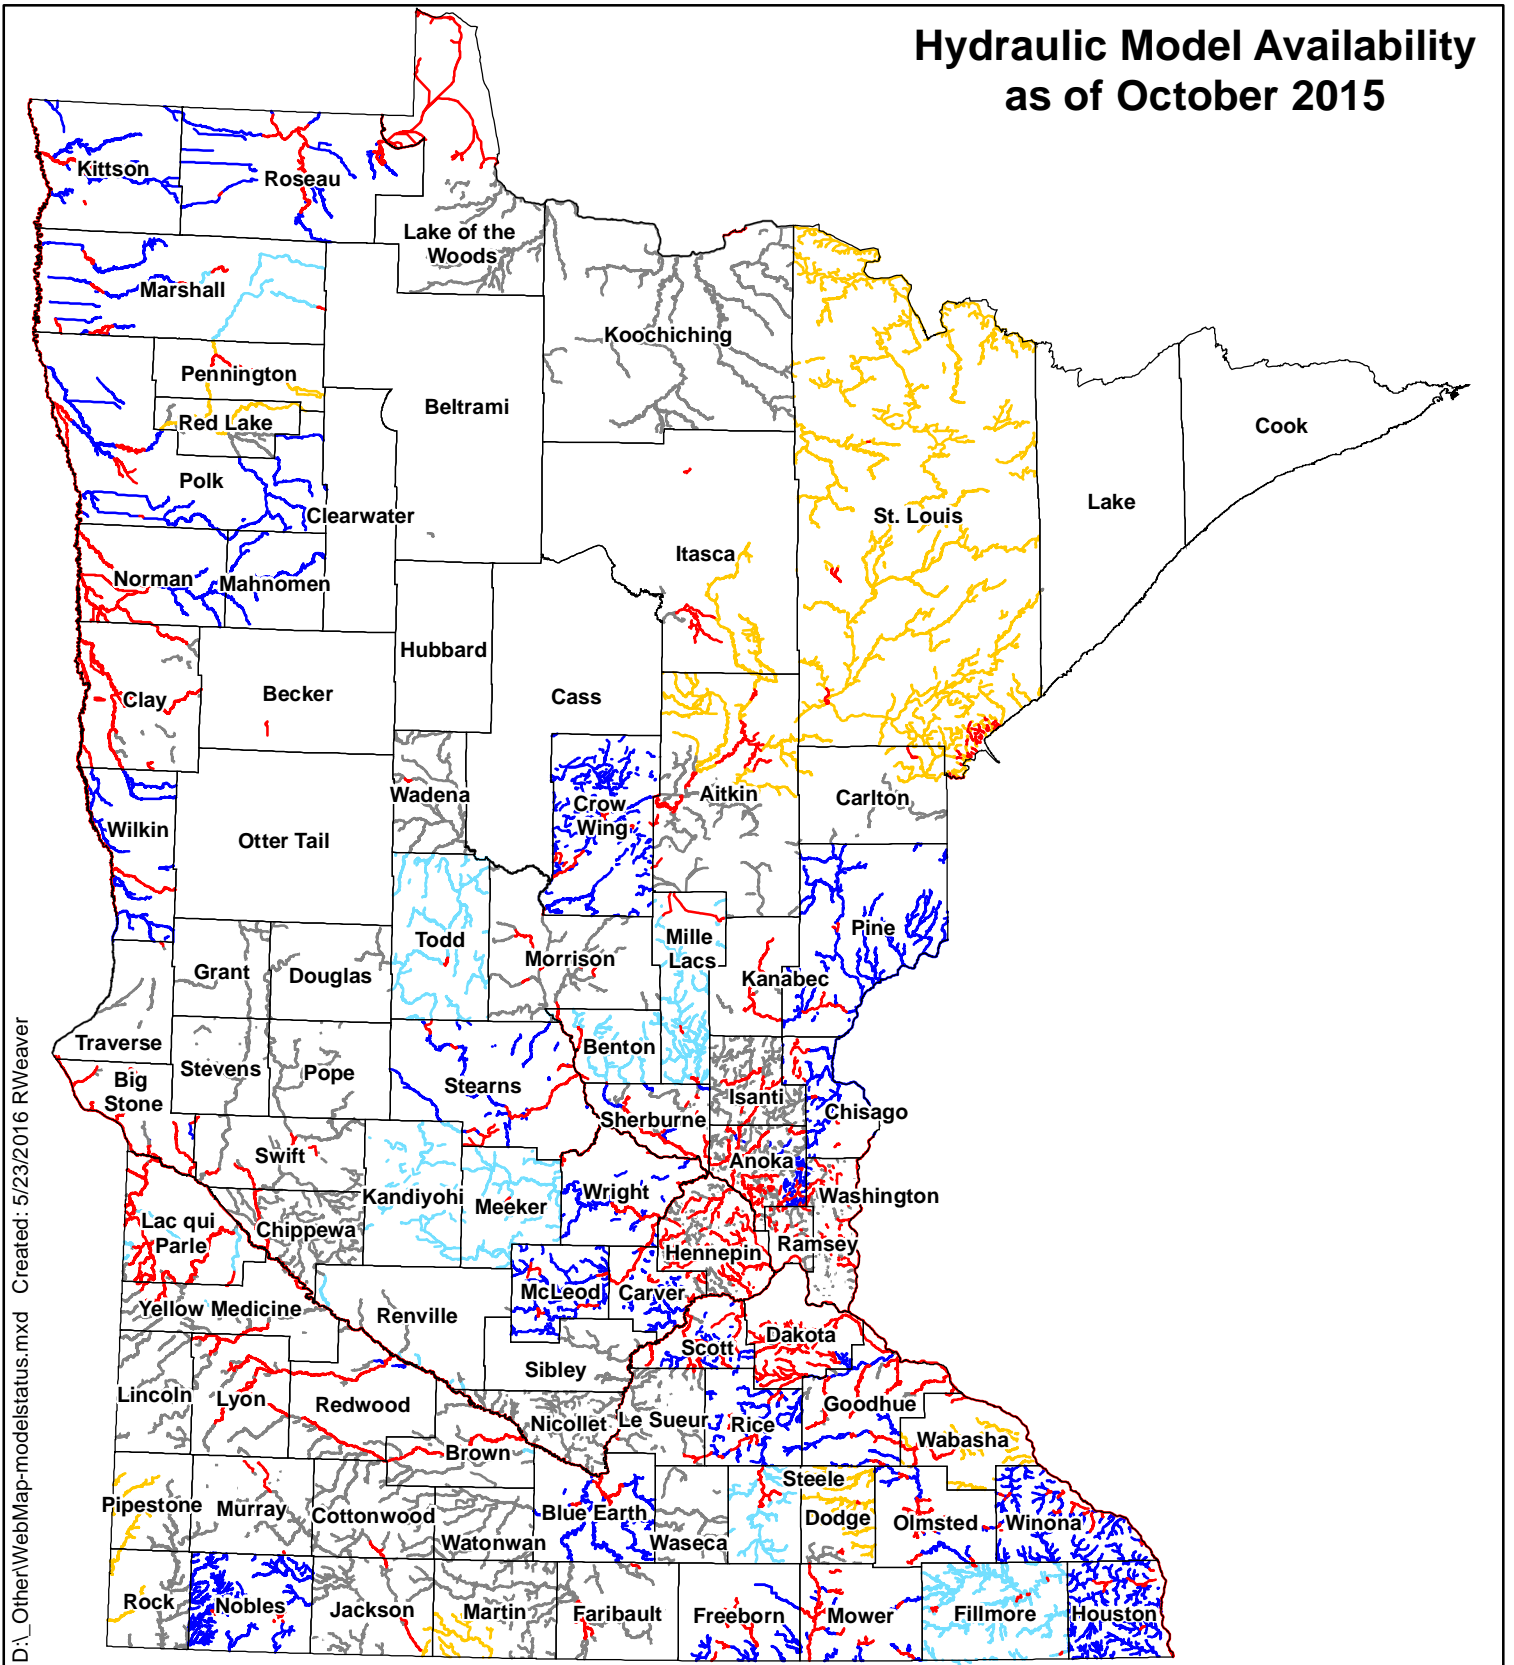 Hydraulic Model Availability
as of October 2015
Kittson
Roseau
Lake of the
Woods
Marshall
Koochiching
Pennington
Beltrami
Red Lake
Cook
Polk
Lake
Clearwater
St. Louis
Itasca
Norman
Mahnomen
Hubbard
Becker
Cass
Clay
Wadena
Aitkin
Carlton
Crow
Wing
Wilkin
Otter Tail
Pine
Todd
Mille
Lacs
Morrison
Grant
Douglas
Kanabec
Traverse
Benton
Stevens
Pope
Big
Stone
Stearns
Isanti
Chisago
Sherburne
Swift
Anoka
Kandiyohi
Meeker
Wright
Washington
Lac qui
Parle
Chippewa
Hennepin
Ramsey
McLeod
Carver
Yellow Medicine
Renville
Dakota
Scott
Sibley
Lincoln
Lyon
Redwood
Goodhue
Nicollet
Le Sueur
Rice
Wabasha
Brown
Steele
Pipestone
Murray
Cottonwood
Blue Earth
Dodge
Olmsted
Winona
Watonwan
Waseca
Rock
Nobles
Jackson
Martin
Faribault
Freeborn
Mower
Fillmore
Houston
D:\_Other\WebMap-modelstatus.mxd Created: 5/23/2016 RWeaver